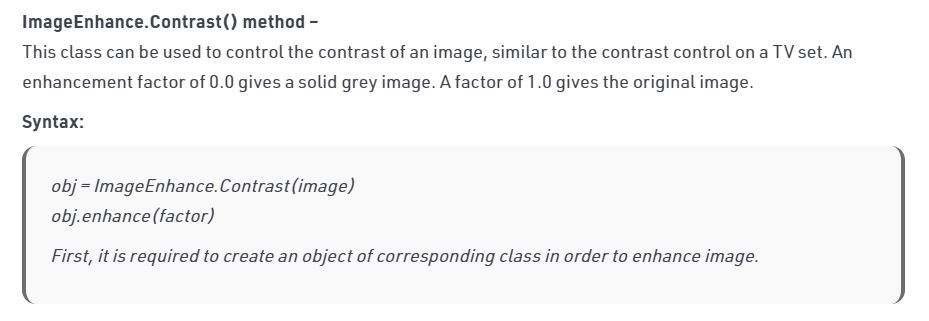 ImageEnhance.Contrast() method –
This class can be used to control the contrast of an image, similar to the contrast control on a TV set. An
enhancement factor of 0.0 gives a solid grey image. A factor of 1.0 gives the original image.
Syntax:
obj = ImageEnhance.Contrast(image)
obj.enhance(factor)
First, it is required to create an object of corresponding class in order to enhance image.